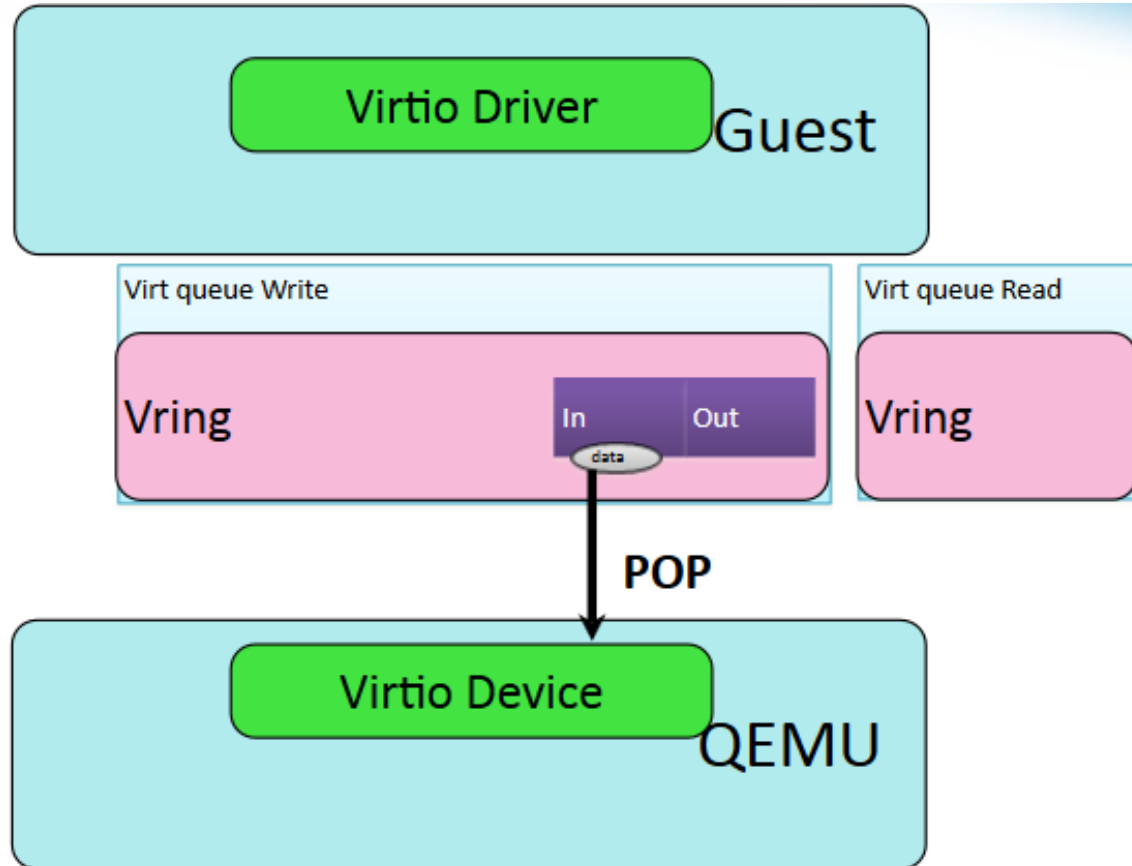 Virtio Driver
Guest
Virt queue Write
Virt queue Read
Vring
In
Out
Vring
data
POP
Virtio Device
QEMU